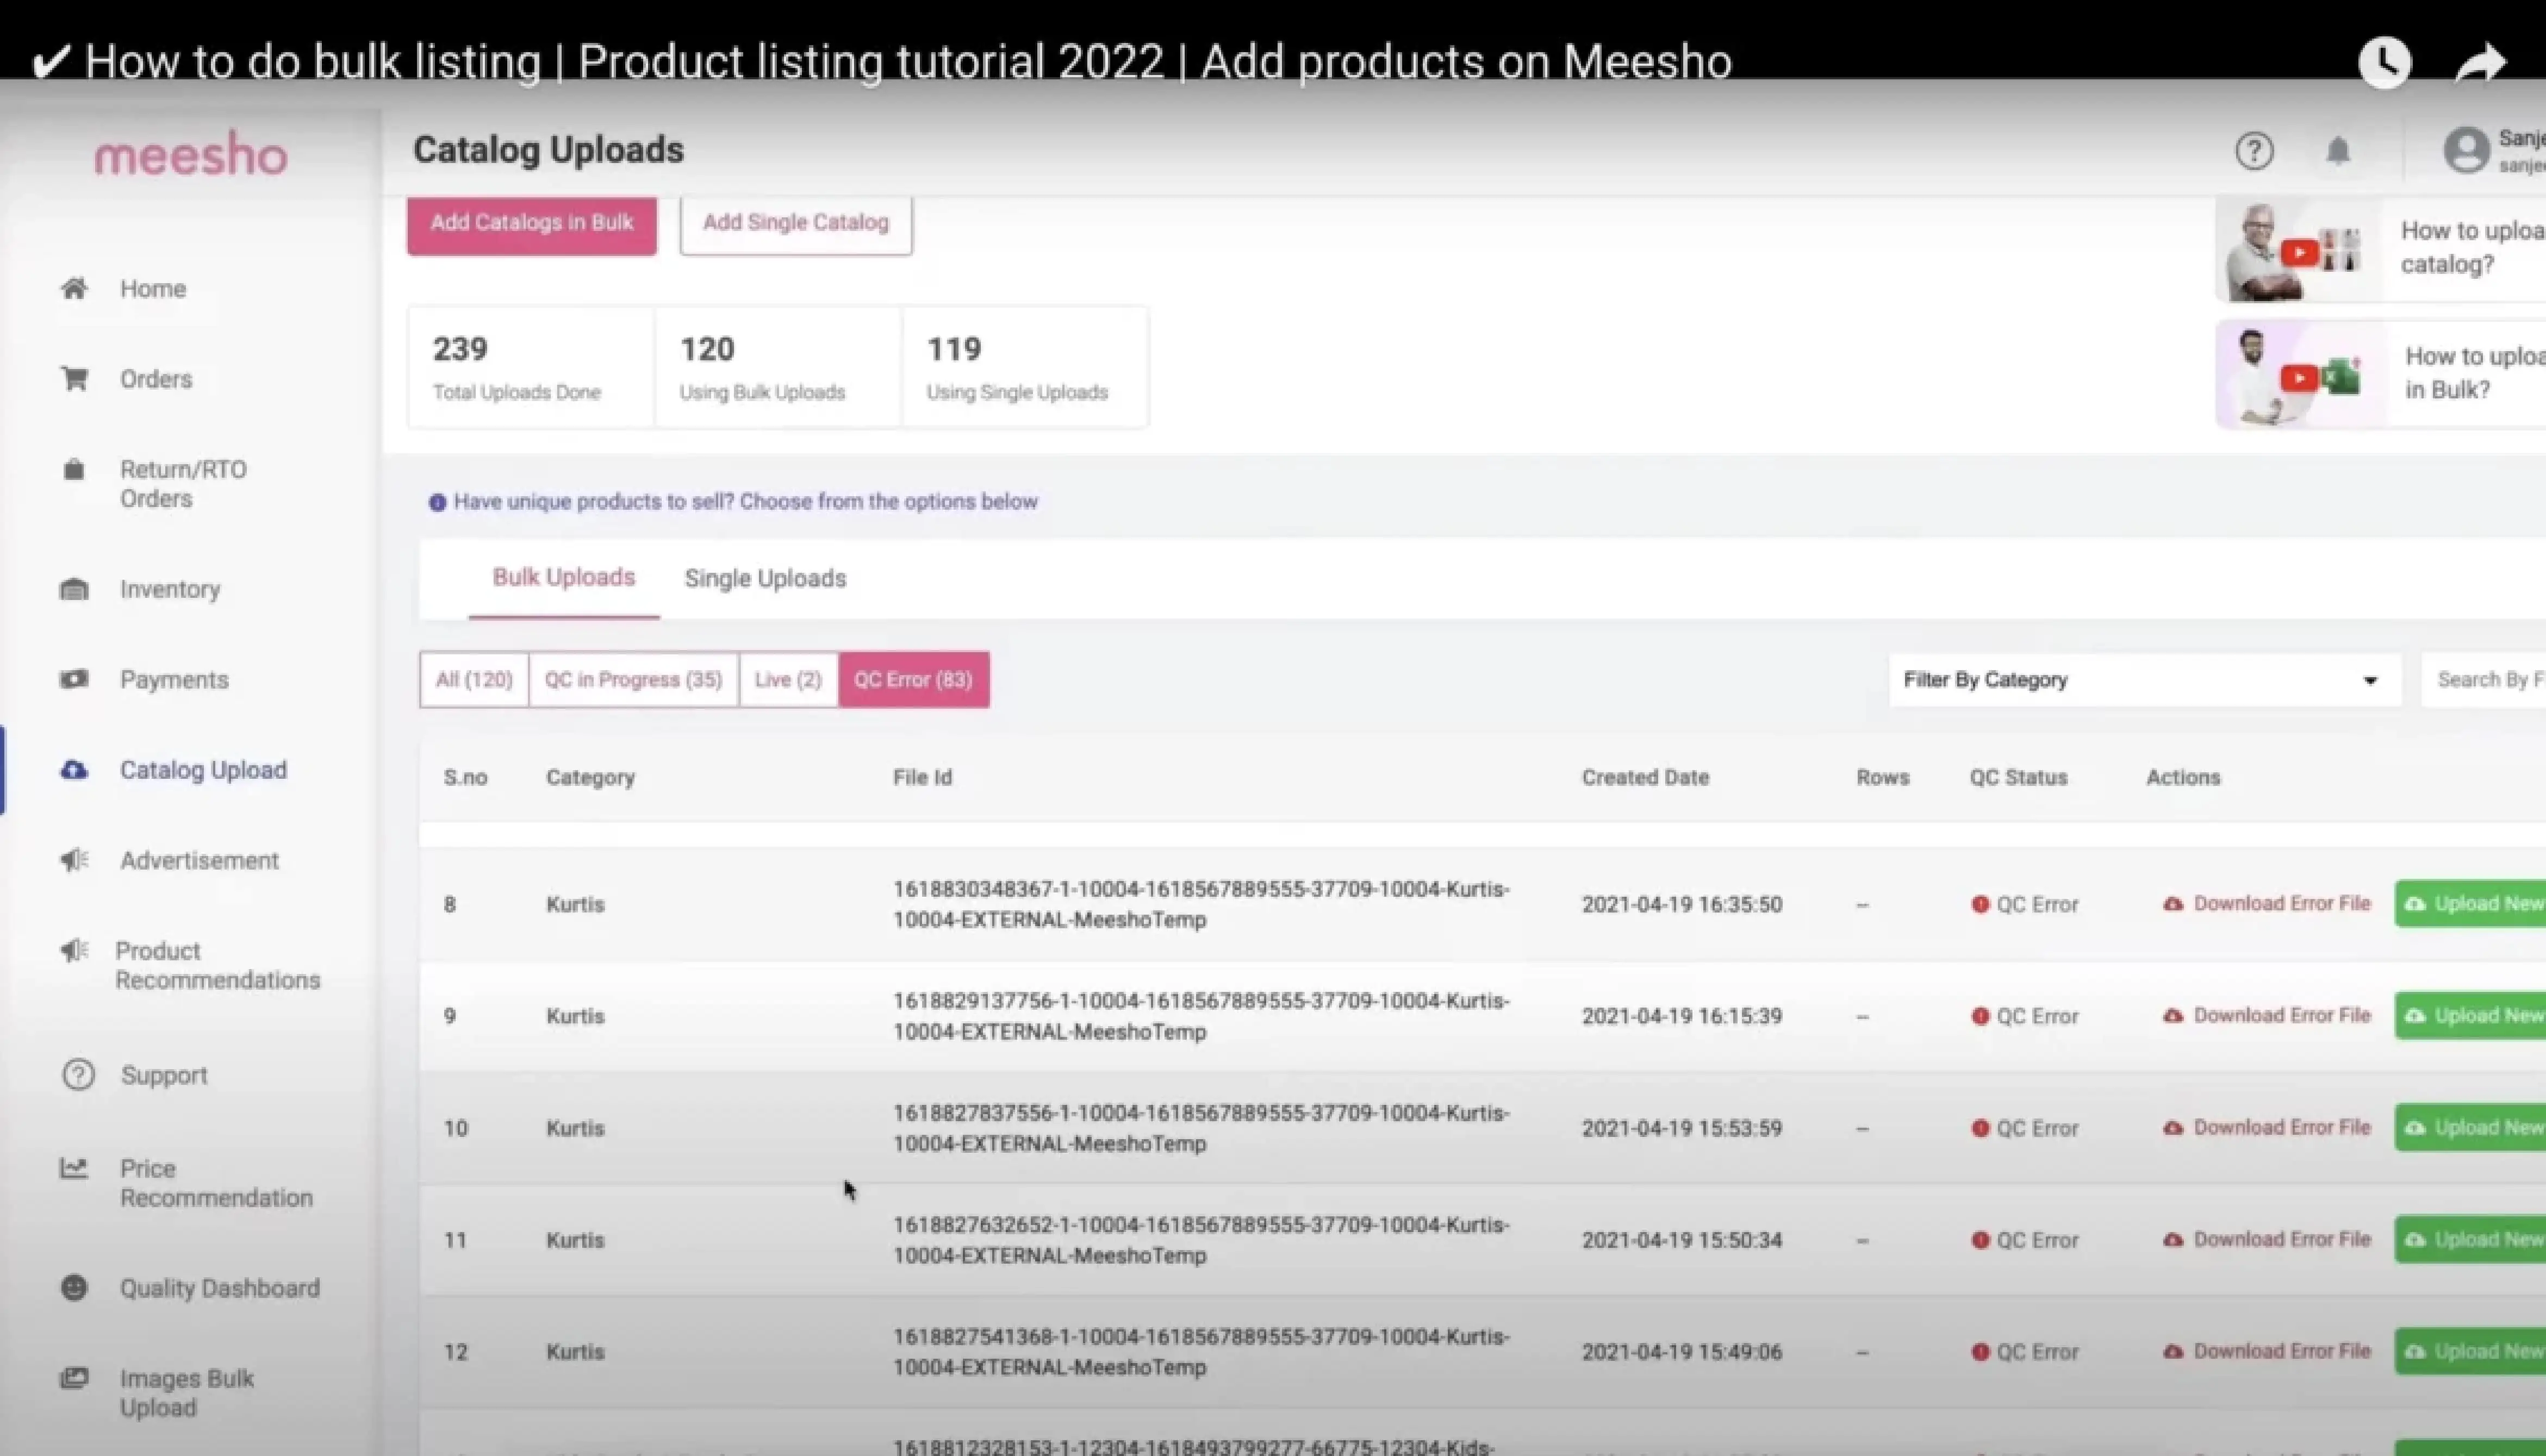 ✔ How to do bulk listing | Product listing tutorial 2022 | Add products on Meesho
meesho
Catalog Uploads
Sanje
sanjee
Add Catalogs in Bulk
Add Single Catalog
How to uploa
catalog?
How to uploa
in Bulk?
Home
Orders
Return/RTO
Orders
Inventory
Payments
Catalog Upload
Advertisement
Product
Recommendations
Support
Price
Recommendation
Quality Dashboard
Images Bulk
Upload
239
Total Uploads Done
120
Using Bulk Uploads
119
Using Single Uploads
Have unique products to sell? Choose from the options below
Bulk Uploads
Single Uploads
All (120)
QC in Progress (35)
Live (2)
QC Error (83)
Filter By Category
Search By F
S.no Category File Id Created Date Rows QC Status Actions
8 Kurtis 1618830348367-1-10004-1618567889555-37709-10004-Kurtis- 2021-04-19 16:35:50 -- QC Error Download Error File Upload New
10004-EXTERNAL-MeeshoTemp
9 Kurtis 1618829137756-1-10004-1618567889555-37709-10004-Kurtis- 2021-04-19 16:15:39 -- QC Error Download Error File Upload New
10004-EXTERNAL-MeeshoTemp
10 Kurtis 1618827837556-1-10004-1618567889555-37709-10004-Kurtis- 2021-04-19 15:53:59 -- QC Error Download Error File Upload New
10004-EXTERNAL-MeeshoTemp
11 Kurtis 1618827632652-1-10004-1618567889555-37709-10004-Kurtis- 2021-04-19 15:50:34 -- QC Error Download Error File Upload New
10004-EXTERNAL-MeeshoTemp
12 Kurtis 1618827541368-1-10004-1618567889555-37709-10004-Kurtis- 2021-04-19 15:49:06 -- QC Error Download Error File Upload New
10004-EXTERNAL-MeeshoTemp
1618812328153-1-12304-1618493799277-66775-12304-Kids-